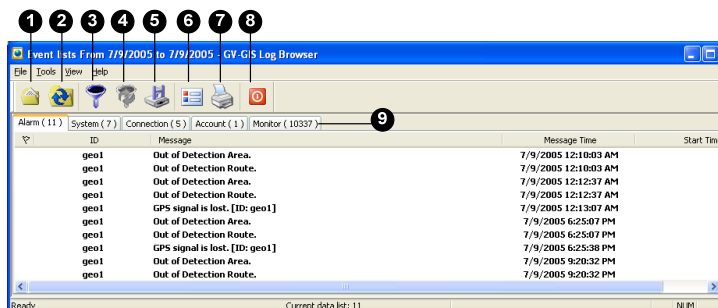 1 2 3 4 5 6 7 8
Event lists From 7/9/2005 to 7/9/2005 - GV-GIS Log Browser
File Tools View Help
Alarm ( 11 ) System ( 7 ) Connection ( 5 ) Account ( 1 ) Monitor ( 10337 ) 9
ID Message Message Time Start Tim
geo1 Out of Detection Area. 7/9/2005 12:10:03 AM
geo1 Out of Detection Route. 7/9/2005 12:10:03 AM
geo1 Out of Detection Area. 7/9/2005 12:12:37 AM
geo1 Out of Detection Route. 7/9/2005 12:12:37 AM
geo1 GPS signal is lost. [ID: geo1] 7/9/2005 12:13:07 AM
geo1 Out of Detection Area. 7/9/2005 6:25:07 PM
geo1 Out of Detection Route. 7/9/2005 6:25:07 PM
geo1 GPS signal is lost. [ID: geo1] 7/9/2005 6:25:38 PM
geo1 Out of Detection Area. 7/9/2005 9:20:32 PM
geo1 Out of Detection Route. 7/9/2005 9:20:32 PM
Ready Current data list: 11 NUM